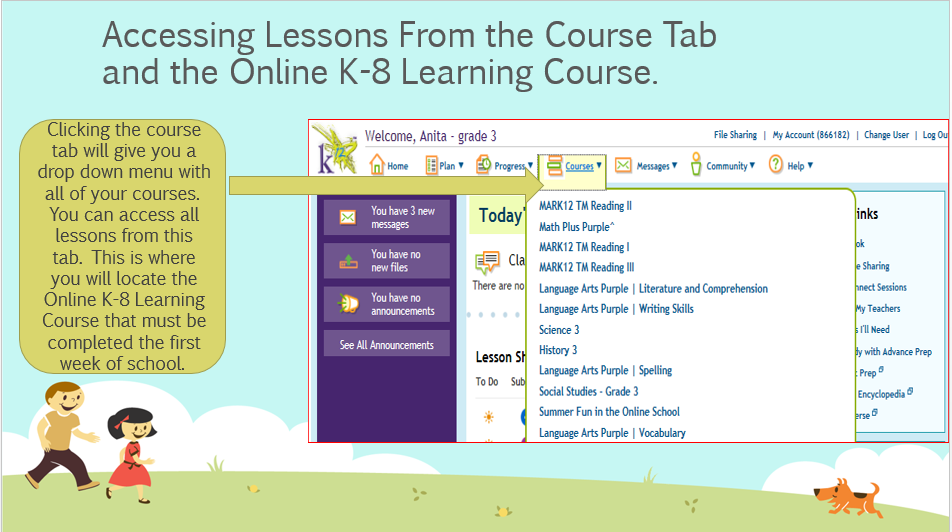 Accessing Lessons From the Course Tab
and the Online K-8 Learning Course.
Clicking the course
tab will give you a
drop down menu with
all of your courses.
You can access all
lessons from this
tab. This is where
you will locate the
Online K-8 Learning
Course that must be
completed the first
week of school.
k12
Welcome, Anita - grade 3
File Sharing | My Account (866182) | Change User | Log Ou
Home Plan Progress Courses Messages Community Help
You have 3 new
messages
You have no
new files
You have no
announcements
See All Announcements
Today'
Cla
There are no
Lesson Sh
To Do Sub
MARK12 TM Reading II
Math Plus Purple^
MARK12 TM Reading I
MARK12 TM Reading III
Language Arts Purple | Literature and Comprehension
Language Arts Purple | Writing Skills
Science 3
History 3
Language Arts Purple | Spelling
Social Studies - Grade 3
Summer Fun in the Online School
Language Arts Purple | Vocabulary
inks
ok
e Sharing
nnect Sessions
My Teachers
s I'll Need
dy with Advance Prep
t Prep
Encyclopedia
erse